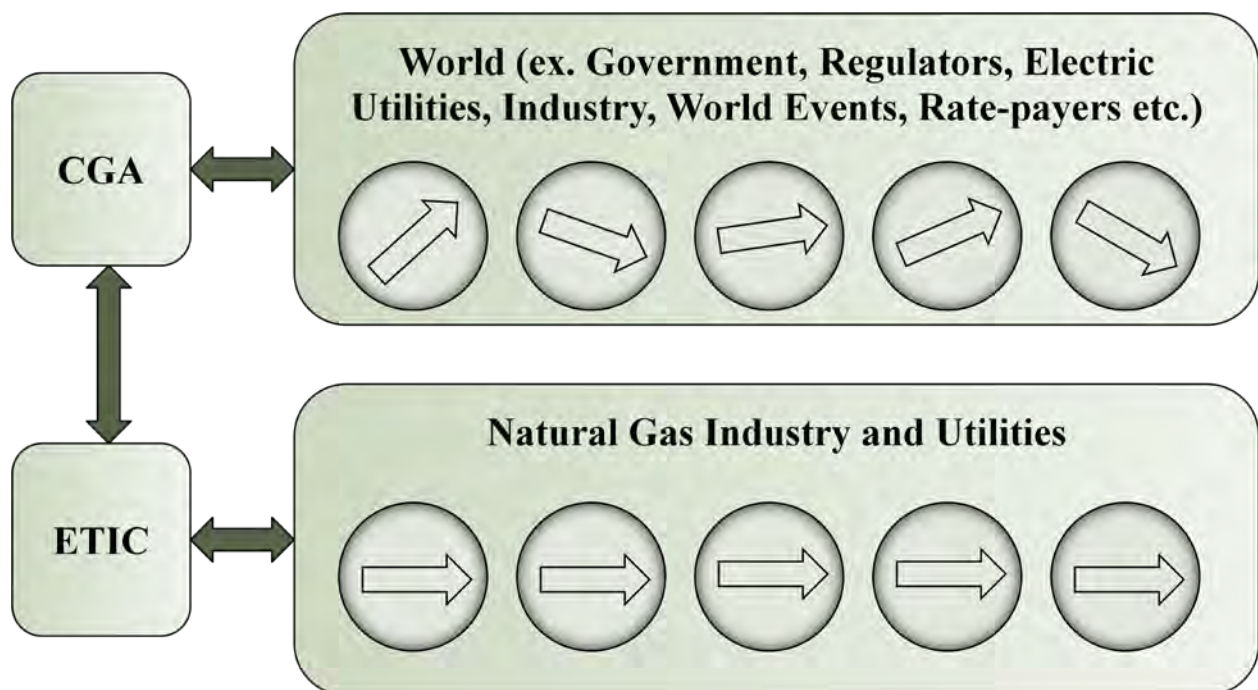 World (ex. Government, Regulators, Electric
Utilities, Industry, World Events, Rate-payers etc.)
CGA
Natural Gas Industry and Utilities
ETIC